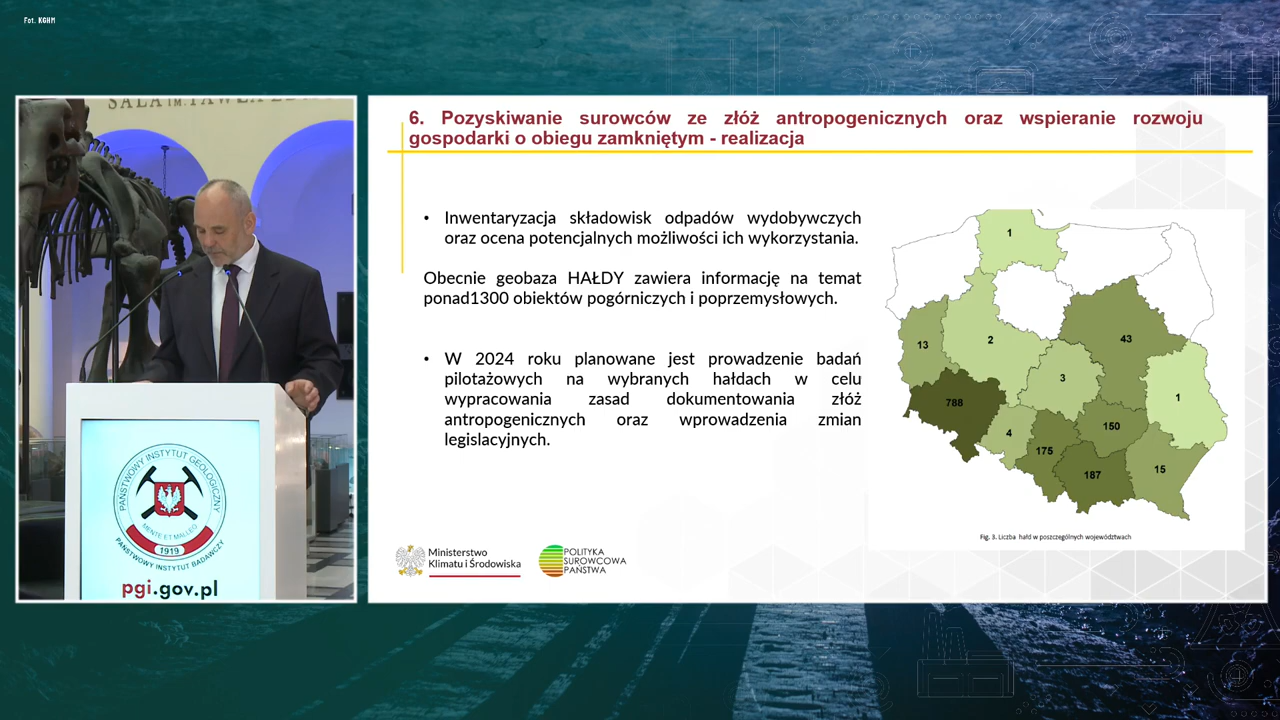 Fot. KGHM
6. Pozyskiwanie surowców ze złóż antropogenicznych oraz wspieranie rozwoju
gospodarki o obiegu zamkniętym - realizacja
• Inwentaryzacja składowisk odpadów wydobywczych
oraz ocena potencjalnych możliwości ich wykorzystania.
Obecnie geobaza HAŁDY zawiera informację na temat
ponad1300 obiektów pogórniczych i poprzemysłowych.
• W 2024 roku planowane jest prowadzenie badań
pilotażowych na wybranych hałdach w celu
wypracowania zasad dokumentowania złóż
antropogenicznych oraz wprowadzenia zmian
legislacyjnych.
1
13
2
43
3
788
1
4
150
175
187
15
Fig. 3. Liczba hałd w poszczególnych województwach
Ministerstwo
Klimatu i Środowiska
POLITYKA
SUROWCOWA
PAŃSTWA
PAŃSTWOWY INSTYTUT GEOLOGICZNY
MENTE ET MALLEO
1919
PAŃSTWOWY INSTYTUT BADAWCZY
pgi.gov.pl